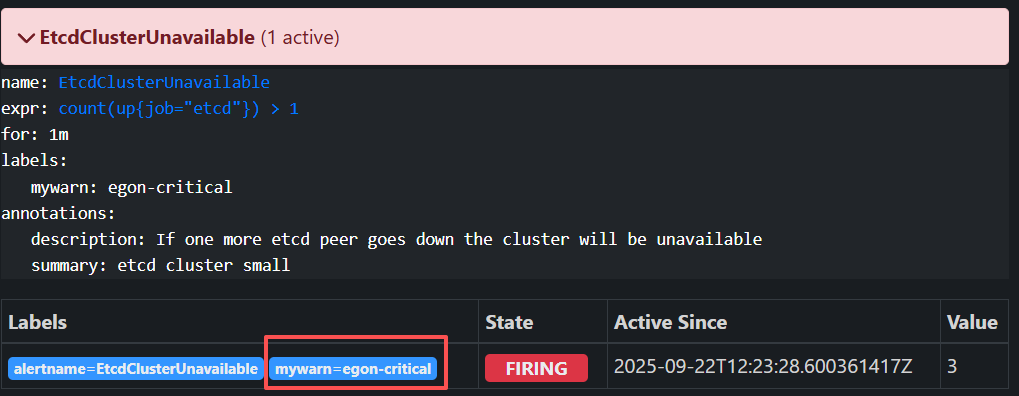 EtcdClusterUnavailable (1 active)
name: EtcdClusterUnavailable
expr: count(up{job="etcd"}) > 1
for: 1m
labels:
mywarn: egon-critical
annotations:
description: If one more etcd peer goes down the cluster will be unavailable
summary: etcd cluster small
Labels State Active Since Value
alertname=EtcdClusterUnavailable mywarn=egon-critical FIRING 2025-09-22T12:23:28.600361417Z 3